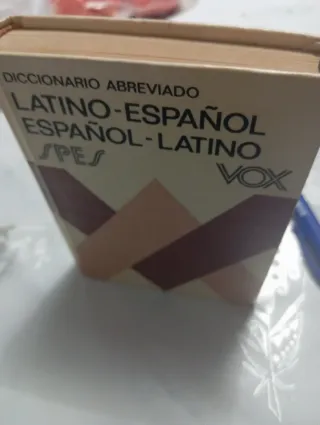 DICCIONARIO ABREVIADO
LATINO-ESPAÑOL
ESPAÑOL-LATINO
SPES
VOX